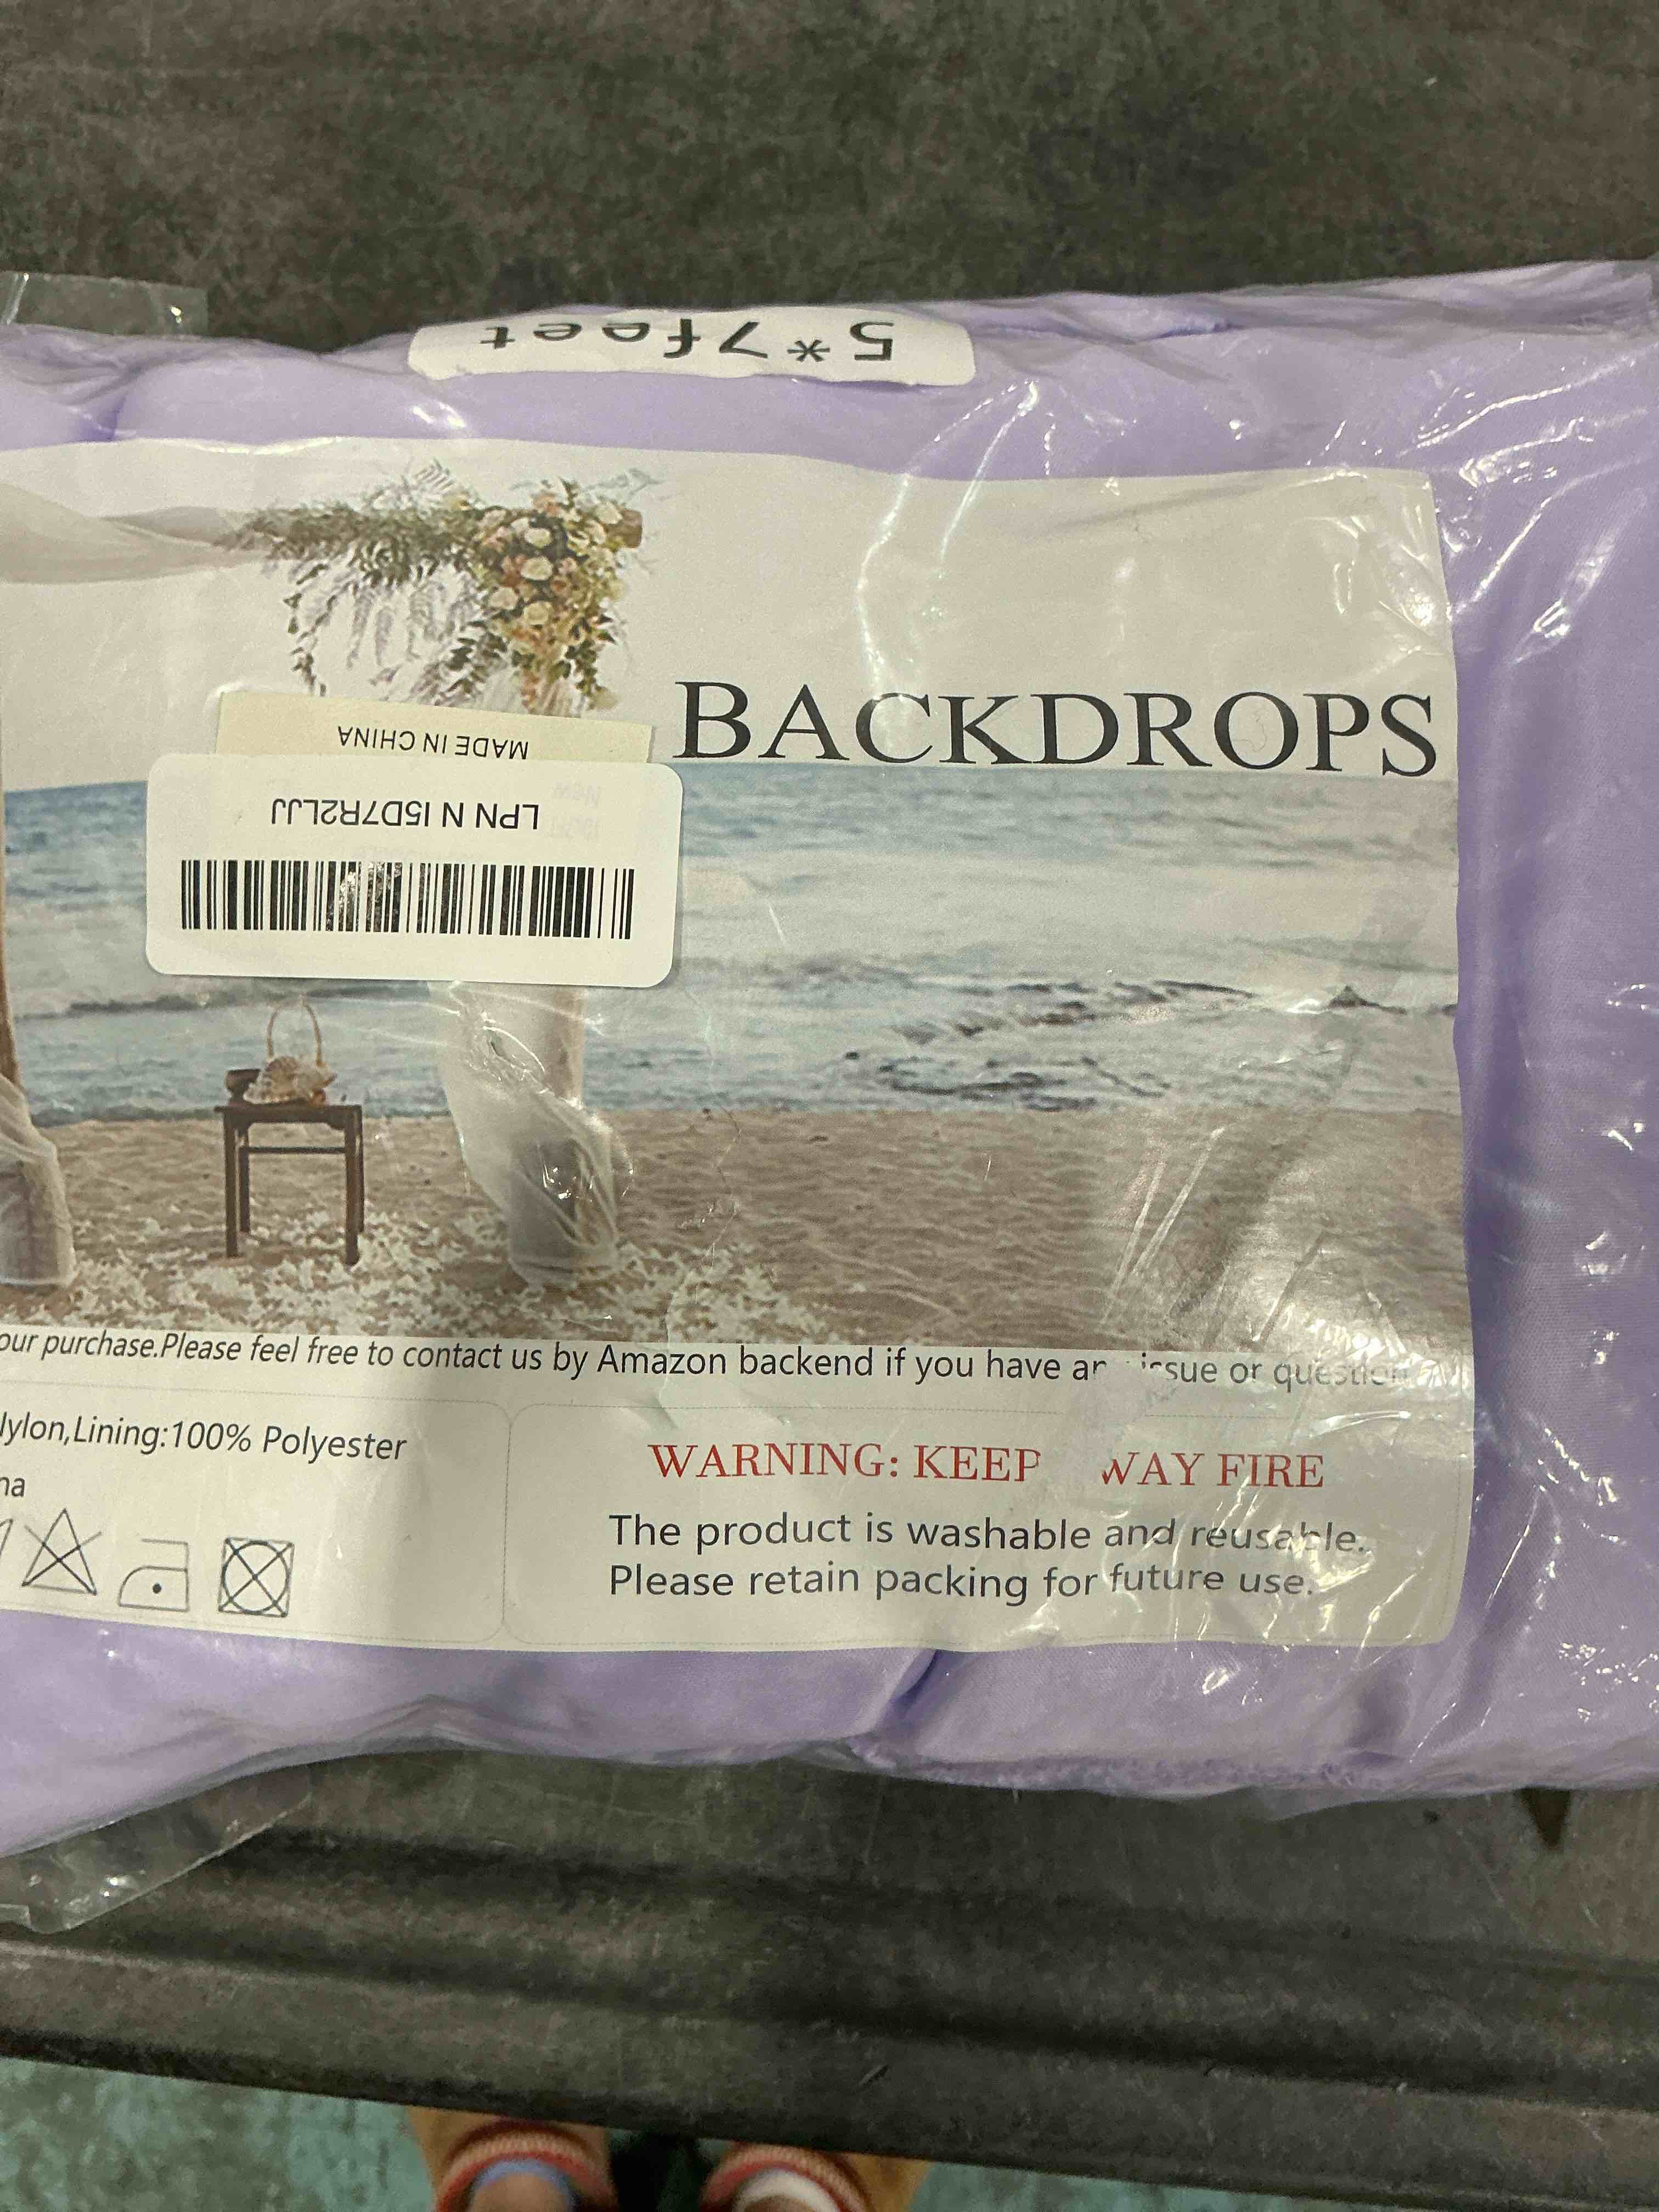 5*7feet
BACKDROPS
MADE IN CHINA
LPN N I5D7R2LJJ
our purchase.Please feel free to contact us by Amazon backend if you have issue or question
Nylon,Lining:100% Polyester
WARNING: KEEP WAY FIRE
The product is washable and reusable.
Please retain packing for future use.